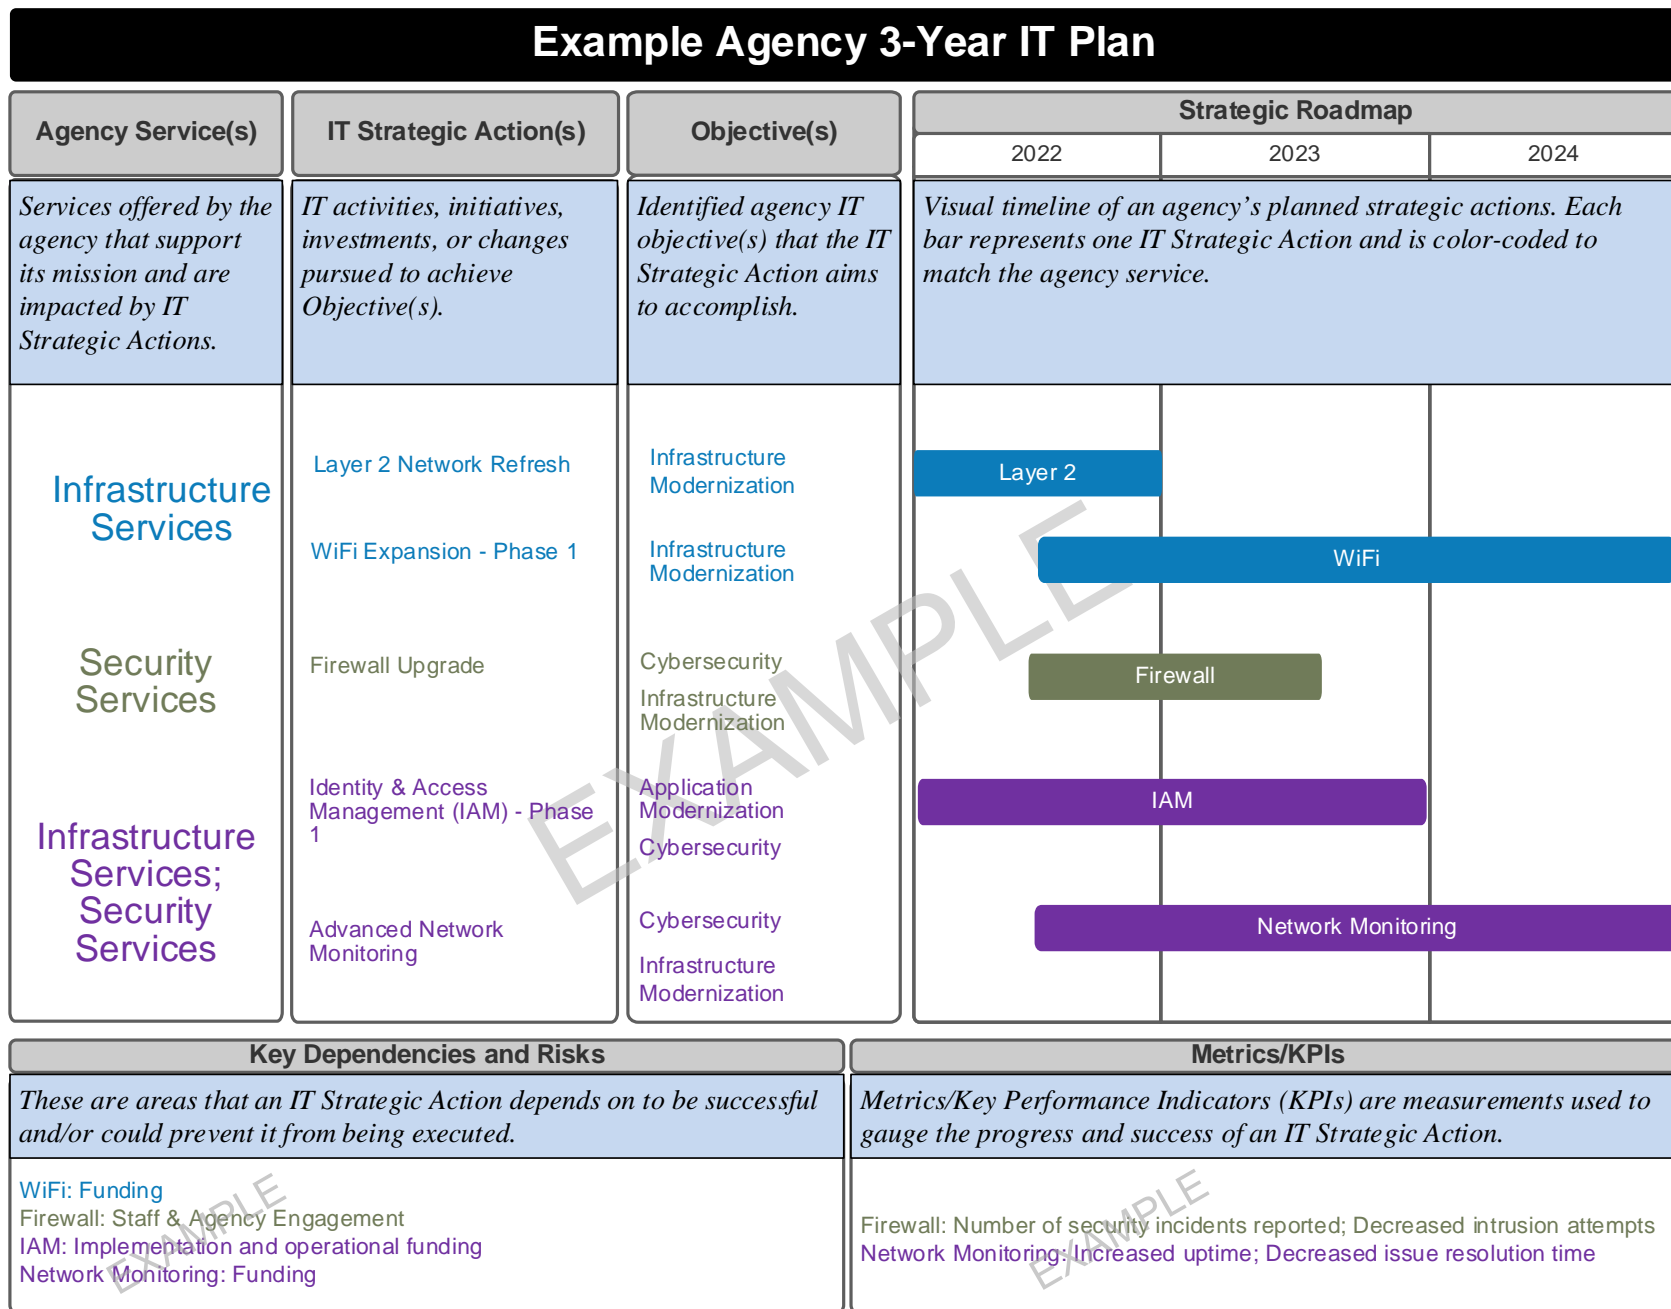 Example Agency 3-Year IT Plan
Agency Service(s)
IT Strategic Action(s)
Objective(s)
Strategic Roadmap
2022
2023
2024
Services offered by the
agency that support
its mission and are
impacted by IT
Strategic Actions.
IT activities, initiatives,
investments, or changes
pursued to achieve
Objective(s).
Identified agency IT
objective(s) that the IT
Strategic Action aims
to accomplish.
Visual timeline of an agency’s planned strategic actions. Each
bar represents one IT Strategic Action and is color-coded to
match the agency service.
Infrastructure
Services
Layer 2 Network Refresh
Infrastructure
Modernization
Layer 2
WiFi Expansion - Phase 1
Infrastructure
Modernization
WiFi
Security
Services
Firewall Upgrade
Cybersecurity
Infrastructure
Modernization
Firewall
Infrastructure
Services;
Security
Services
Identity & Access
Management (IAM) - Phase
1
Application
Modernization
Cybersecurity
IAM
Advanced Network
Monitoring
Cybersecurity
Infrastructure
Modernization
Network Monitoring
EXAMPLE
Key Dependencies and Risks
These are areas that an IT Strategic Action depends on to be successful
and/or could prevent it from being executed.
WiFi: Funding
Firewall: Staff & Agency Engagement
IAM: Implementation and operational funding
Network Monitoring: Funding
EXAMPLE
Metrics/KPIs
Metrics/Key Performance Indicators (KPIs) are measurements used to
gauge the progress and success of an IT Strategic Action.
Firewall: Number of security incidents reported; Decreased intrusion attempts
Network Monitoring: Increased uptime; Decreased issue resolution time
EXAMPLE